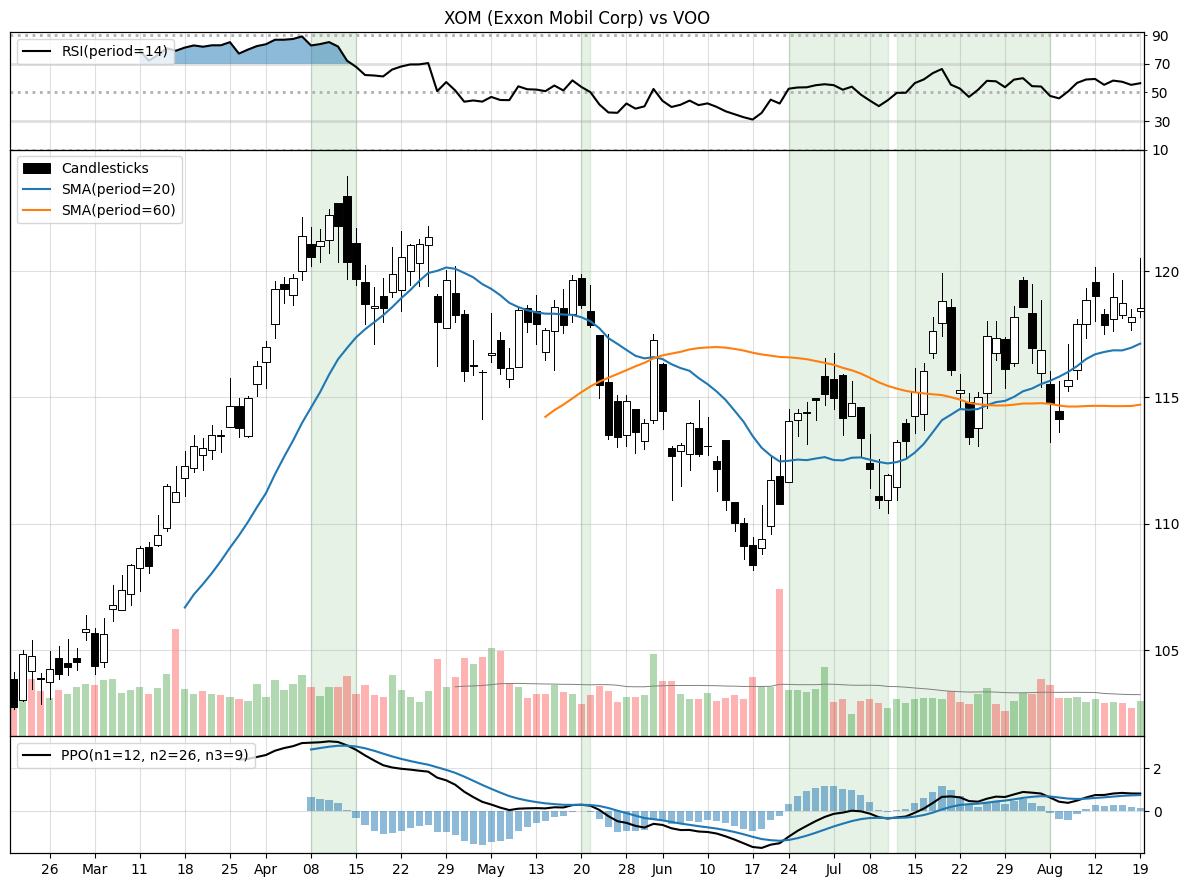 XOM (Exxon Mobil Corp) vs VOO
RSI(period=14)
90
70
50
30
10
Candlesticks
SMA(period=20)
SMA(period=60)
120
115
110
105
PPO(n1=12, n2=26, n3=9)
2
0
26 Mar 11 18 25 Apr 08 15 22 29 May 13 20 28 Jun 10 17 24 Jul 08 15 22 29 Aug 12 19